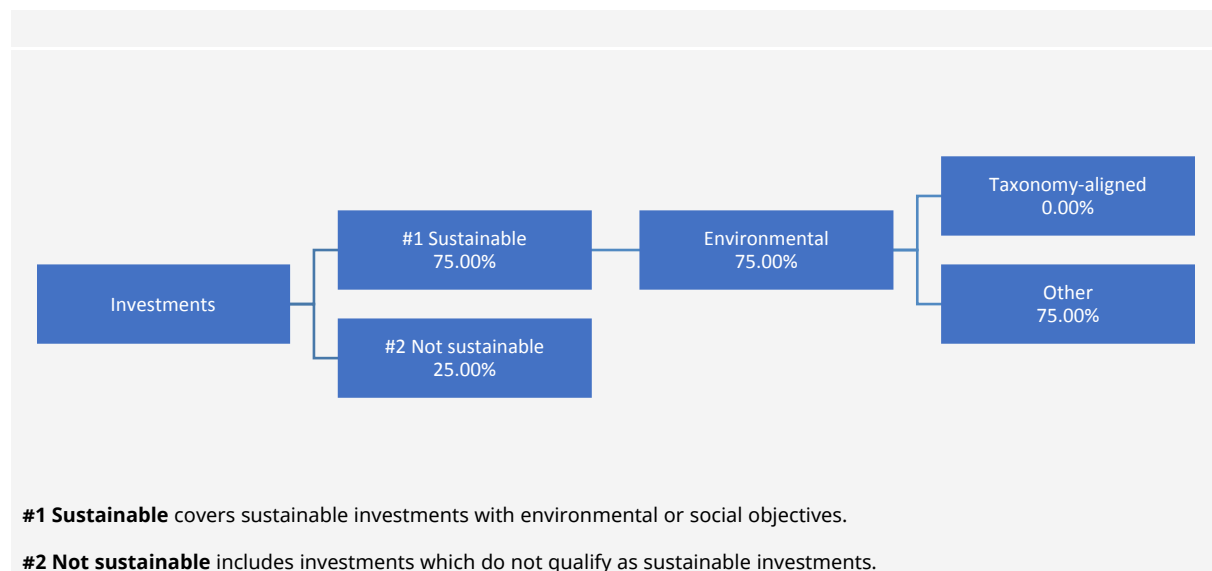 Taxonomy-aligned
0.00%
#1 Sustainable
75.00%
Environmental
75.00%
Other
75.00%
Investments
#2 Not sustainable
25.00%
#1 Sustainable covers sustainable investments with environmental or social objectives.
#2 Not sustainable includes investments which do not qualify as sustainable investments.